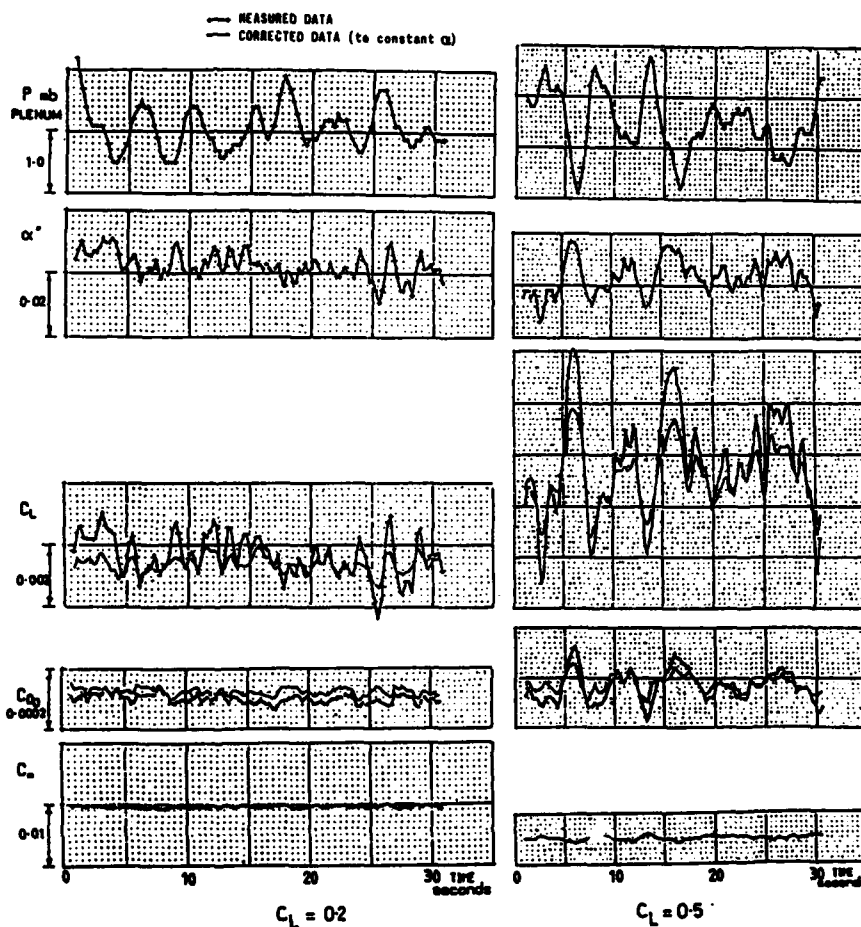 MEASURED DATA
CORRECTED DATA (to constant α)
P mb
PLENUM
1·0
α°
0·02
C_L
0·002
C_D₀
0·0002
C_m
0·01
0 10 20 30 TIME
seconds
0 10 20 30 TIME
seconds
C_L = 0·2
C_L = 0·5